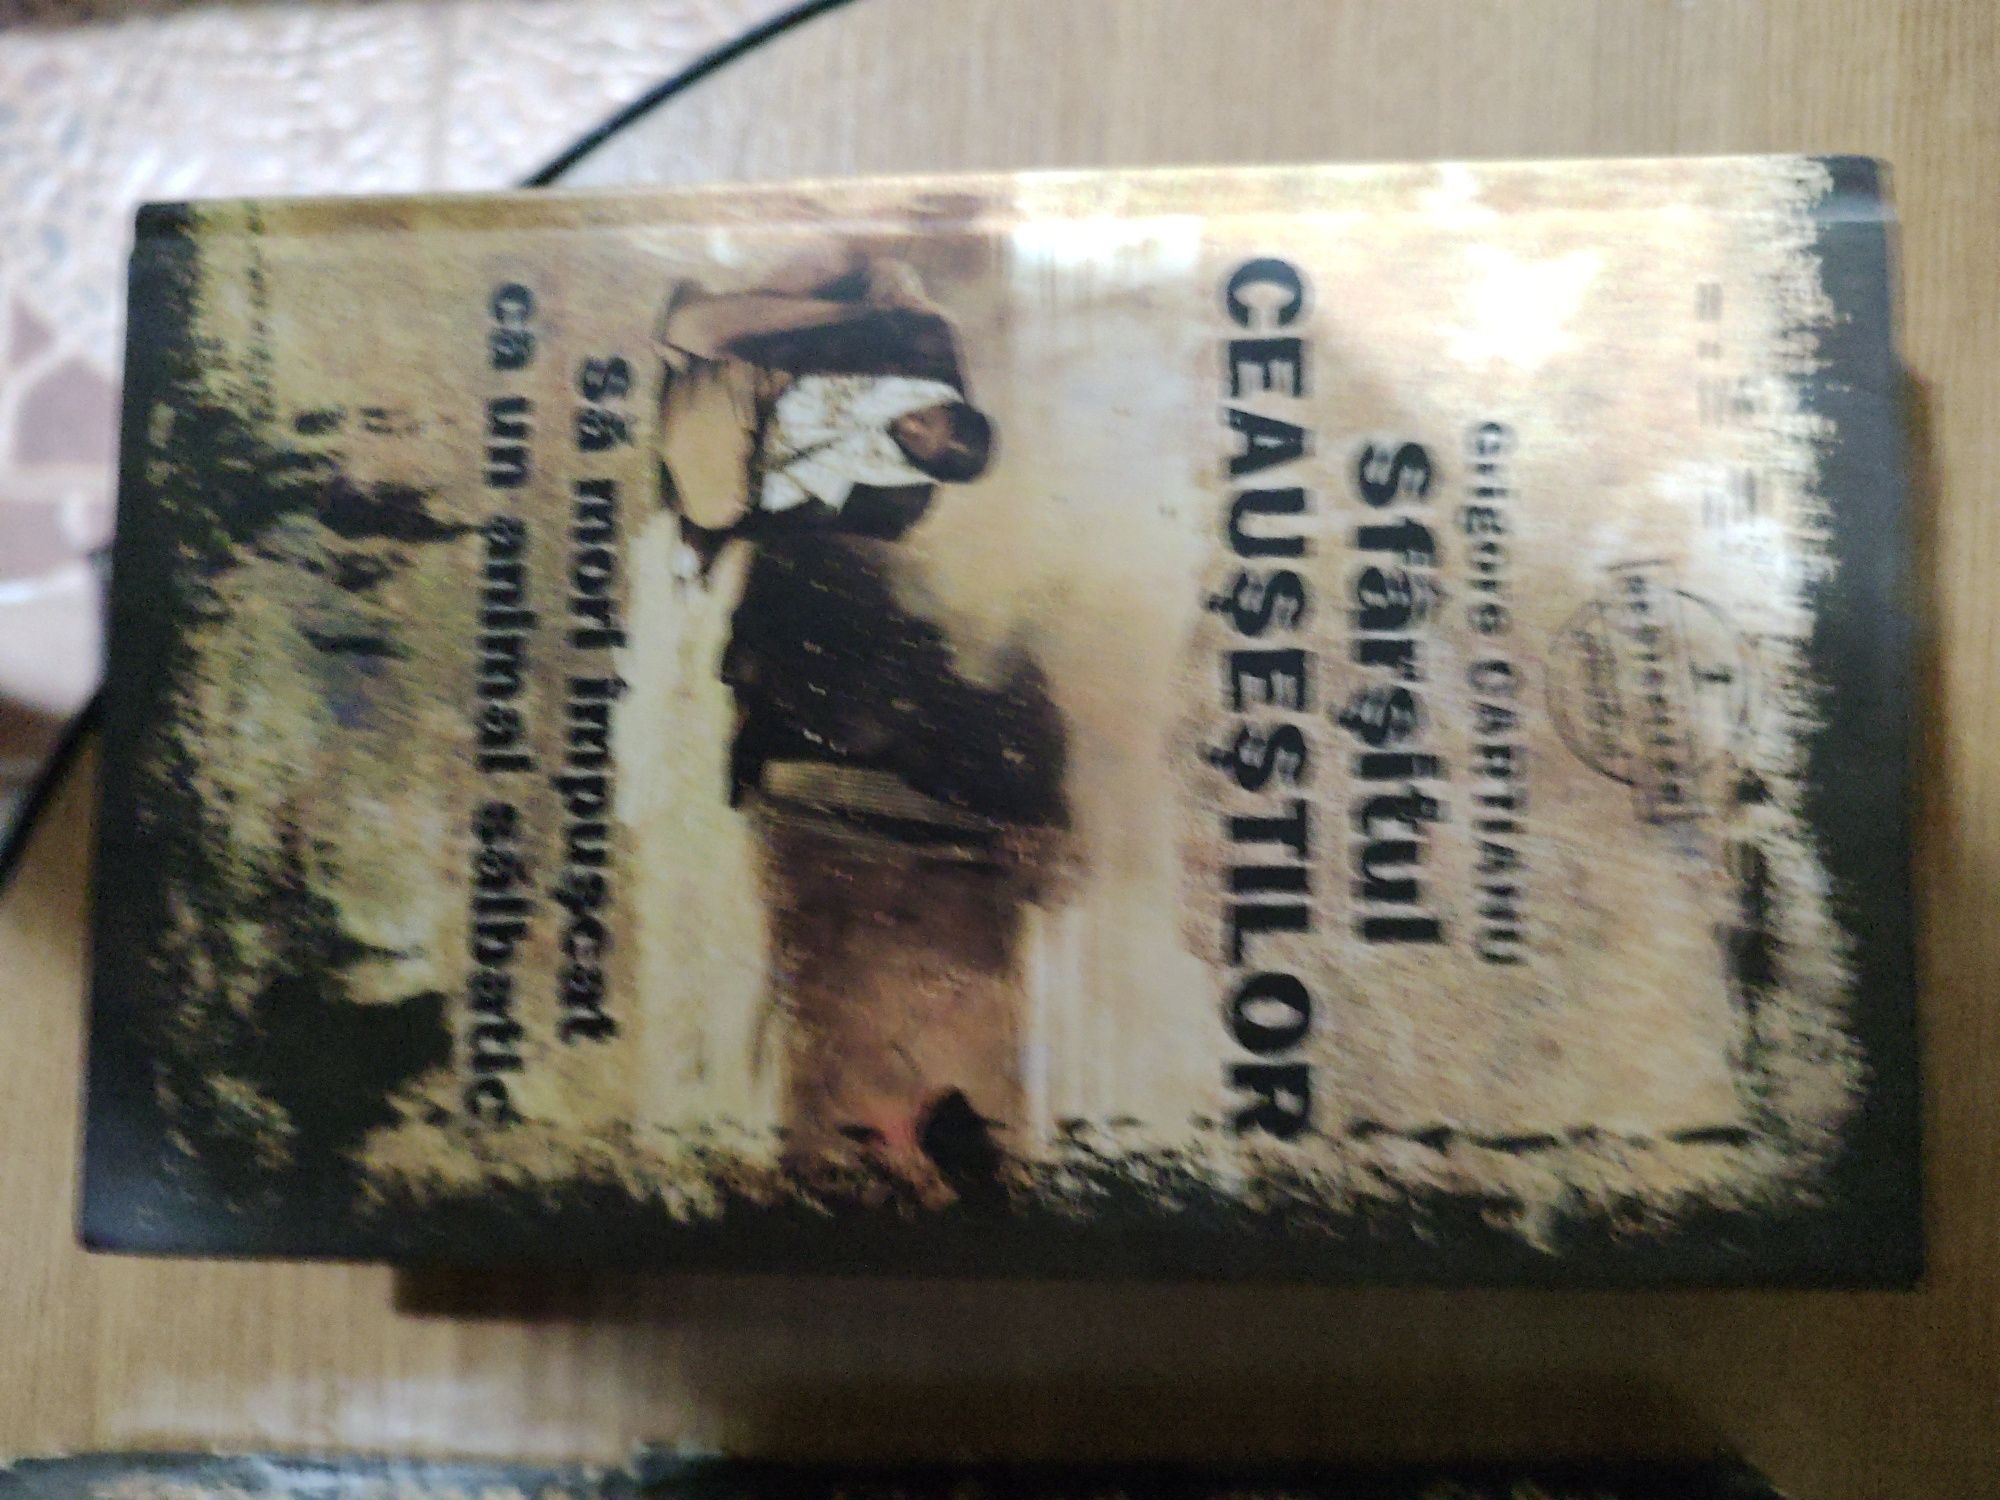 Grigore CARTIANU
Sfârşitul
CEAUŞEŞTILOR
Să mori împuşcat
ca un animal sălbatic